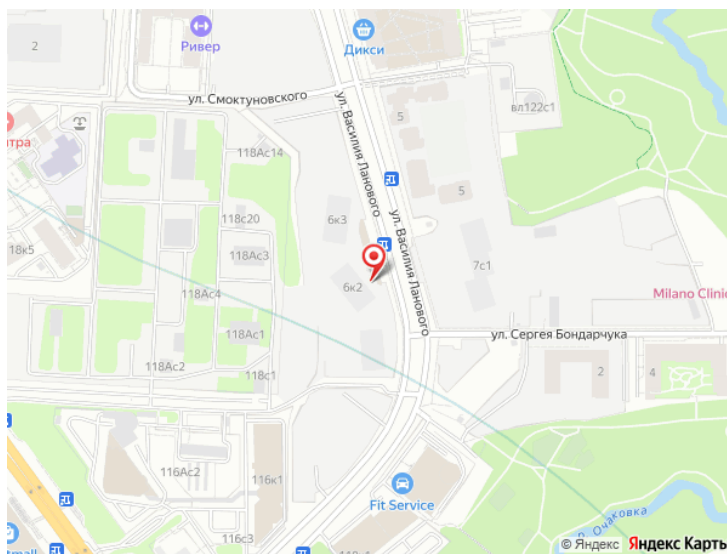 2
Ривер
Дикси
ул. Смоктуновского
5
вл122с1
118Ас14
ул. Василия Ланового
5
6к3
118с20
118Ас3
18к5
ул. Василия Ланового
7с1
6к2
118Ас4
Milano Clinic
118Ас1
ул. Сергея Бондарчука
118Ас2
118с1
2
4
116Ас2
116к1
Fit Service
р. Очаковка
116с3
© Яндекс Яндекс Карты